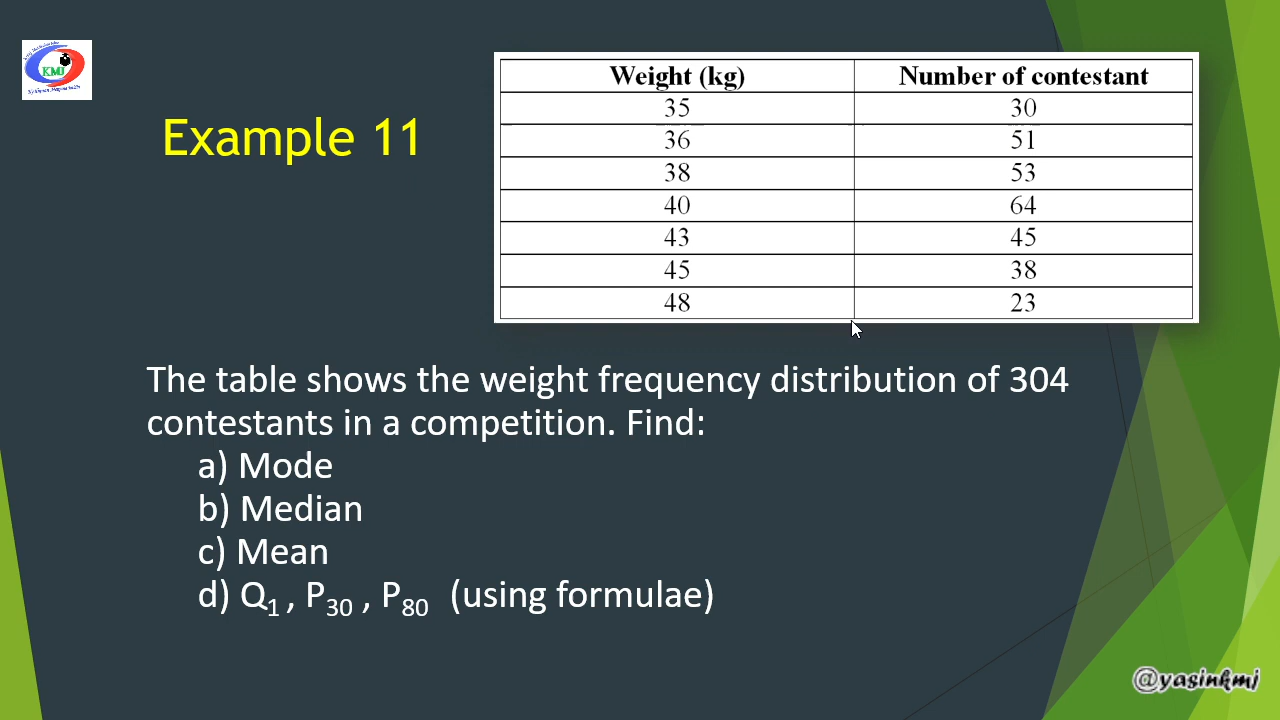 KMJ
Example 11
Weight (kg) Number of contestant
35 30
36 51
38 53
40 64
43 45
45 38
48 23
The table shows the weight frequency distribution of 304
contestants in a competition. Find:
a) Mode
b) Median
c) Mean
d) Q1 , P30 , P80 (using formulae)
@yasinkmj